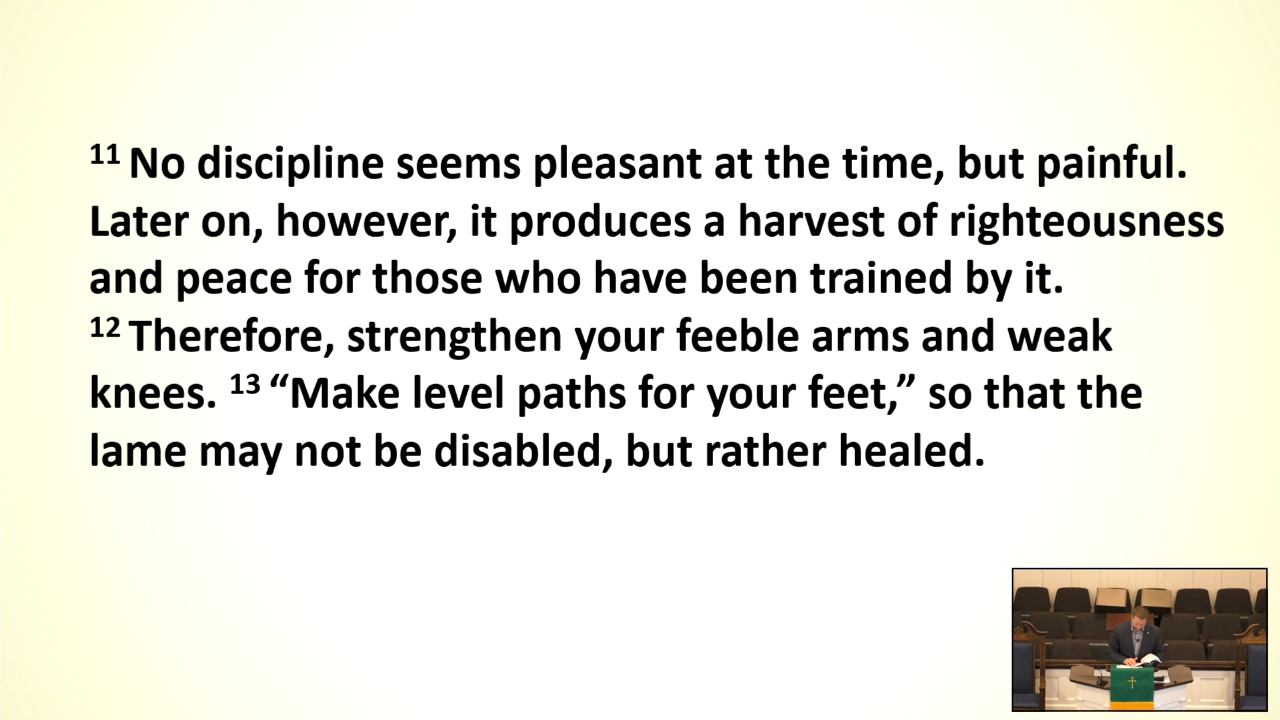 11 No discipline seems pleasant at the time, but painful.
Later on, however, it produces a harvest of righteousness
and peace for those who have been trained by it.
12 Therefore, strengthen your feeble arms and weak
knees. 13 “Make level paths for your feet,” so that the
lame may not be disabled, but rather healed.